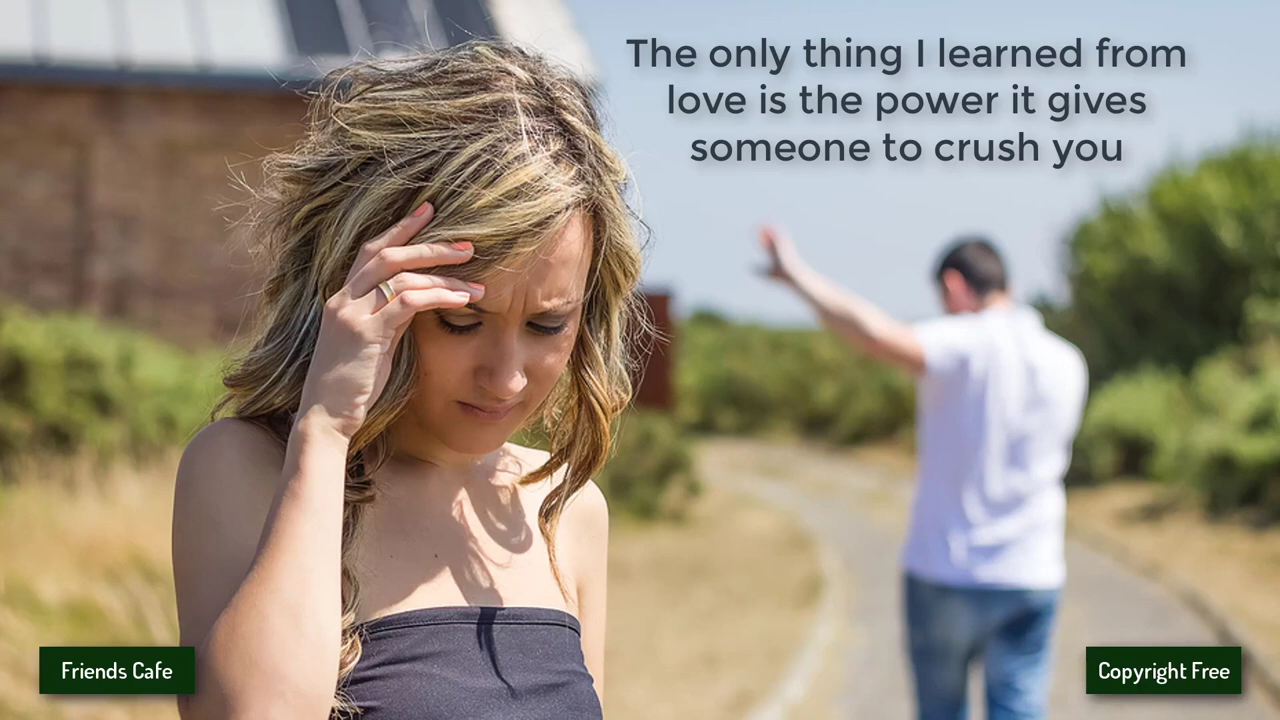 The only thing I learned from
love is the power it gives
someone to crush you
Friends Cafe
Copyright Free